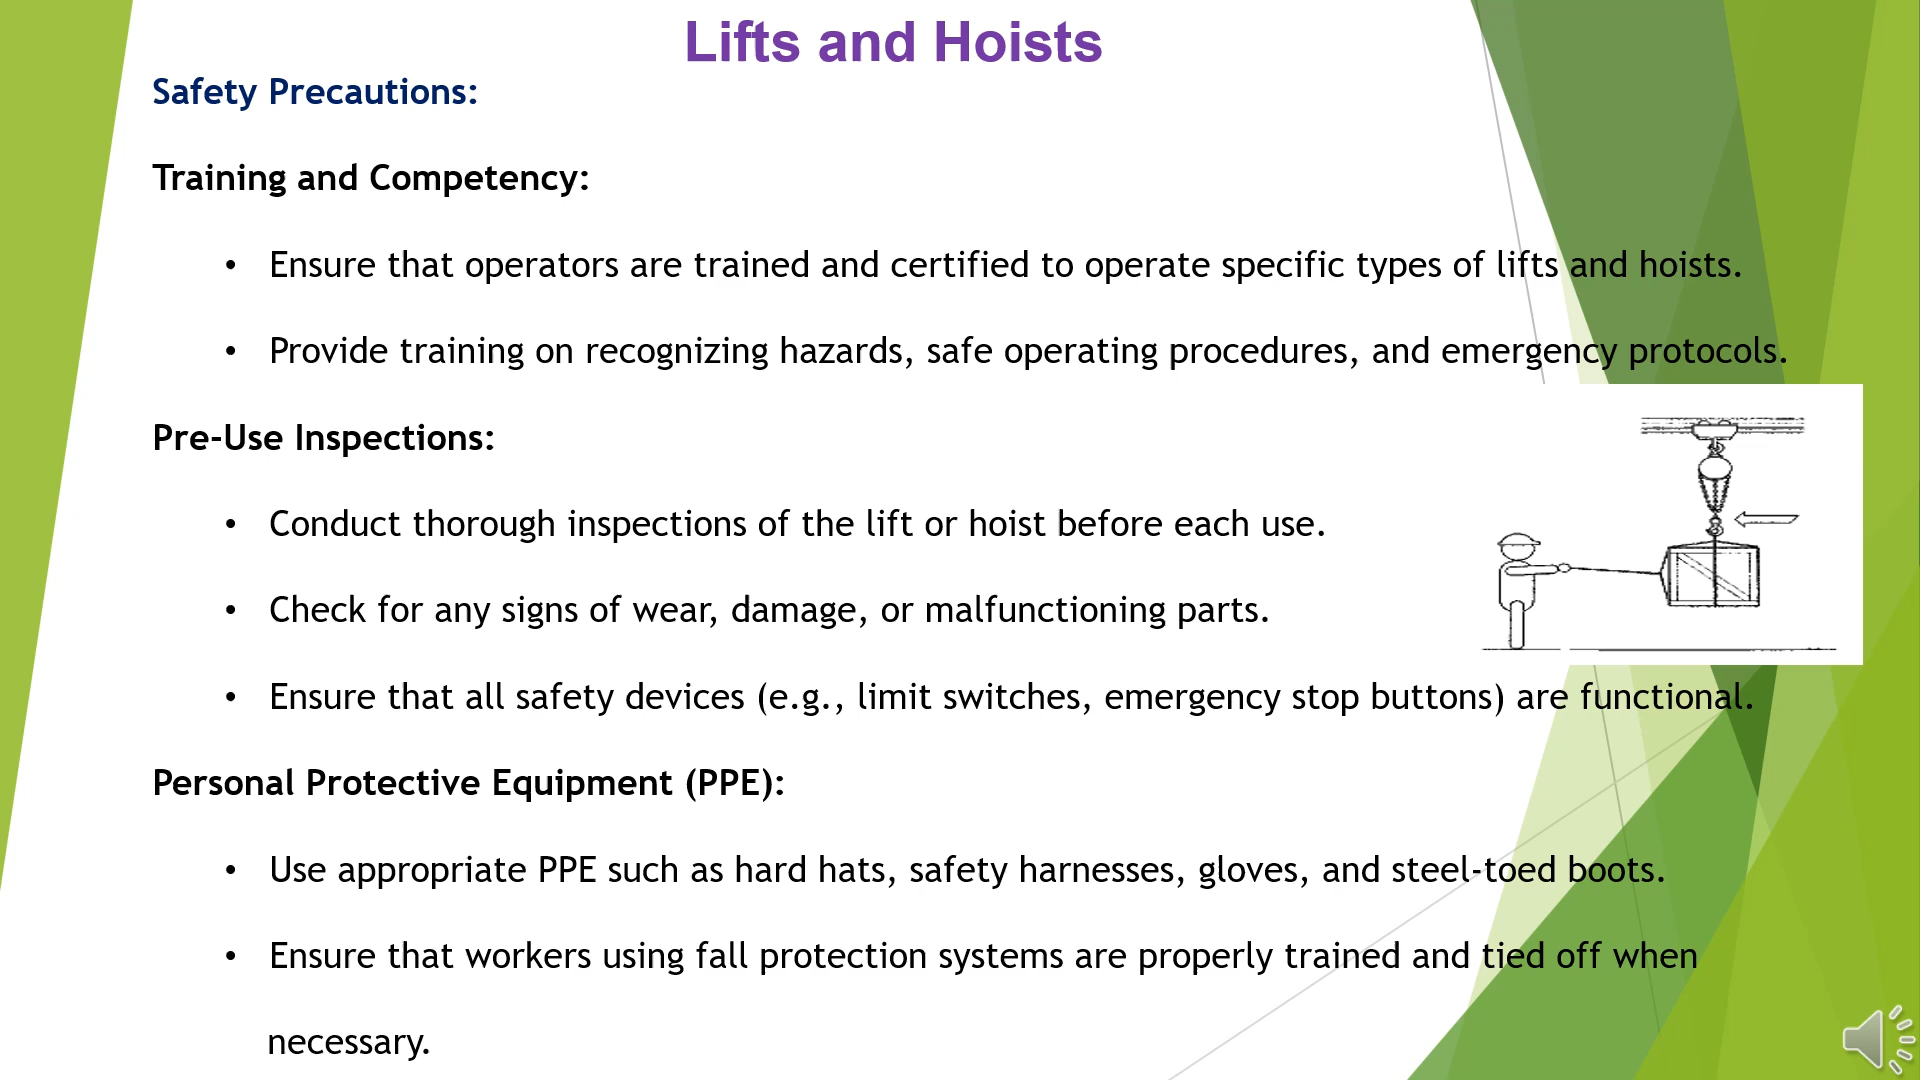 Lifts and Hoists
Safety Precautions:
Training and Competency:
• Ensure that operators are trained and certified to operate specific types of lifts and hoists.
• Provide training on recognizing hazards, safe operating procedures, and emergency protocols.
Pre-Use Inspections:
• Conduct thorough inspections of the lift or hoist before each use.
• Check for any signs of wear, damage, or malfunctioning parts.
• Ensure that all safety devices (e.g., limit switches, emergency stop buttons) are functional.
Personal Protective Equipment (PPE):
• Use appropriate PPE such as hard hats, safety harnesses, gloves, and steel-toed boots.
• Ensure that workers using fall protection systems are properly trained and tied off when
necessary.